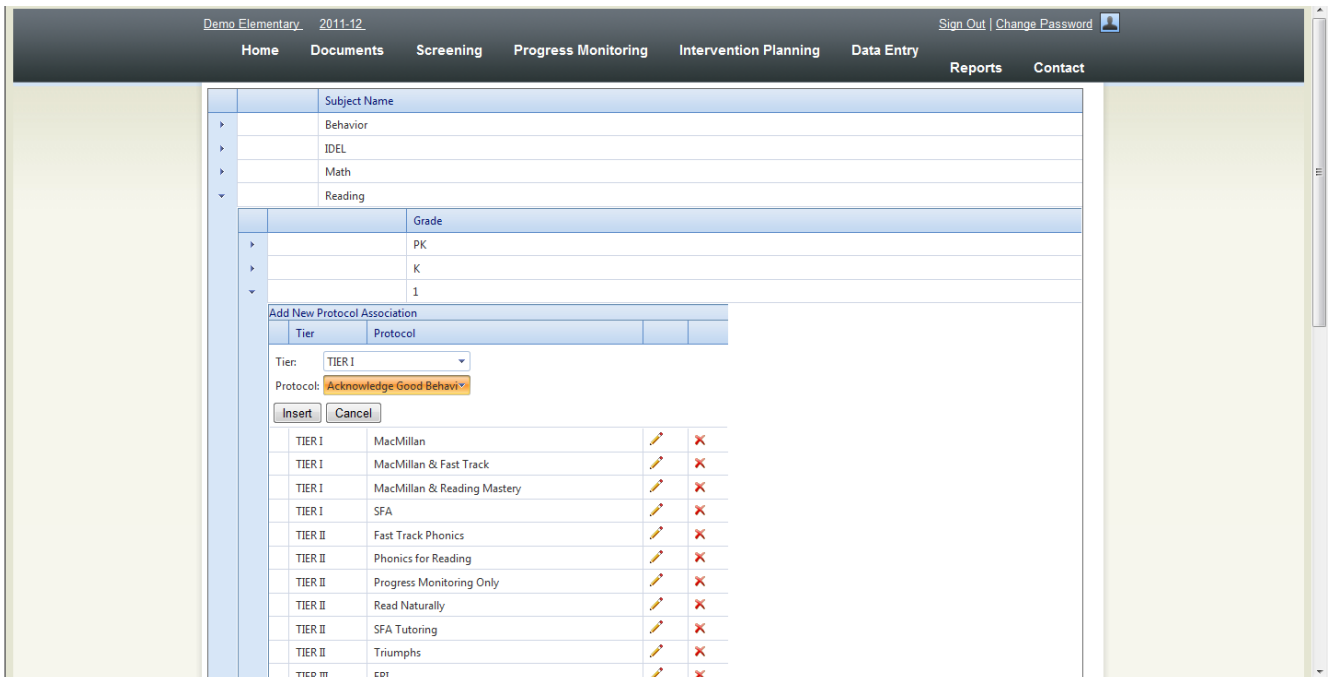 Demo Elementary 2011-12 Sign Out | Change Password
Home Documents Screening Progress Monitoring Intervention Planning Data Entry
Reports Contact
Subject Name
Behavior
IDEL
Math
Reading
Grade
PK
K
1
Add New Protocol Association
Tier Protocol
Tier: TIER I
Protocol: Acknowledge Good Behavi
Insert Cancel
TIER I MacMillan
TIER I MacMillan & Fast Track
TIER I MacMillan & Reading Mastery
TIER I SFA
TIER II Fast Track Phonics
TIER II Phonics for Reading
TIER II Progress Monitoring Only
TIER II Read Naturally
TIER II SFA Tutoring
TIER II Triumphs
TIER III